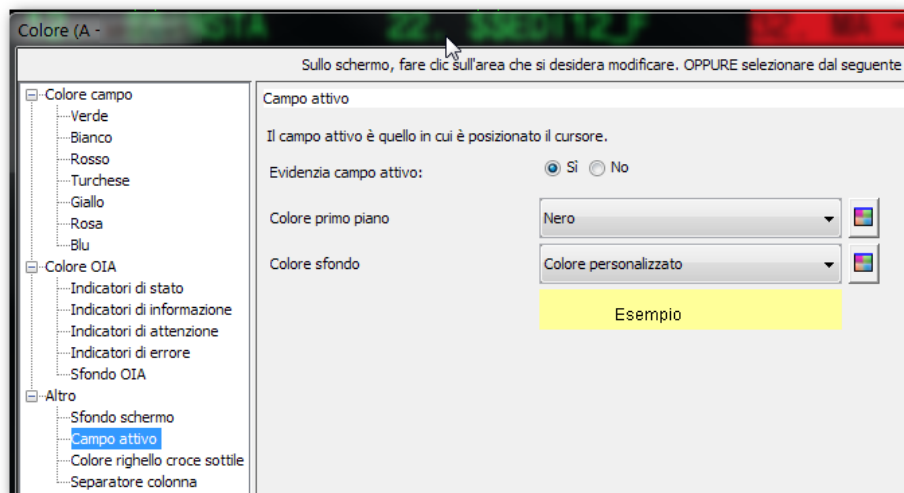 Colore (A -
22. $SEDIT2_F
Sullo schermo, fare clic sull'area che si desidera modificare. OPPURE selezionare dal seguente
Colore campo
Verde
Bianco
Rosso
Turchese
Giallo
Rosa
Blu
Colore OIA
Indicatori di stato
Indicatori di informazione
Indicatori di attenzione
Indicatori di errore
Sfondo OIA
Altro
Sfondo schermo
Campo attivo
Colore righello croce sottile
Separatore colonna
Campo attivo
Il campo attivo è quello in cui è posizionato il cursore.
Evidenzia campo attivo:
Sì
No
Colore primo piano
Nero
Colore sfondo
Colore personalizzato
Esempio